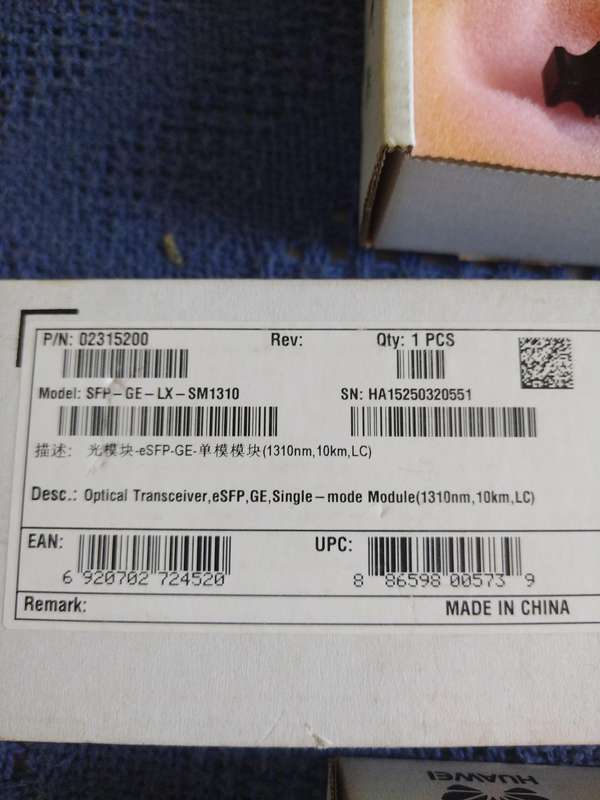 P/N: 02315200 Rev: Qty: 1 PCS
Model: SFP-GE-LX-SM1310 SN: HA15250320551
描述: 光模块-eSFP-GE-单模模块(1310nm,10km,LC)
Desc.: Optical Transceiver,eSFP,GE,Single-mode Module(1310nm,10km,LC)
EAN: UPC:
6 920702 724520 8 86598 00573 9
Remark: MADE IN CHINA
HUAWEI